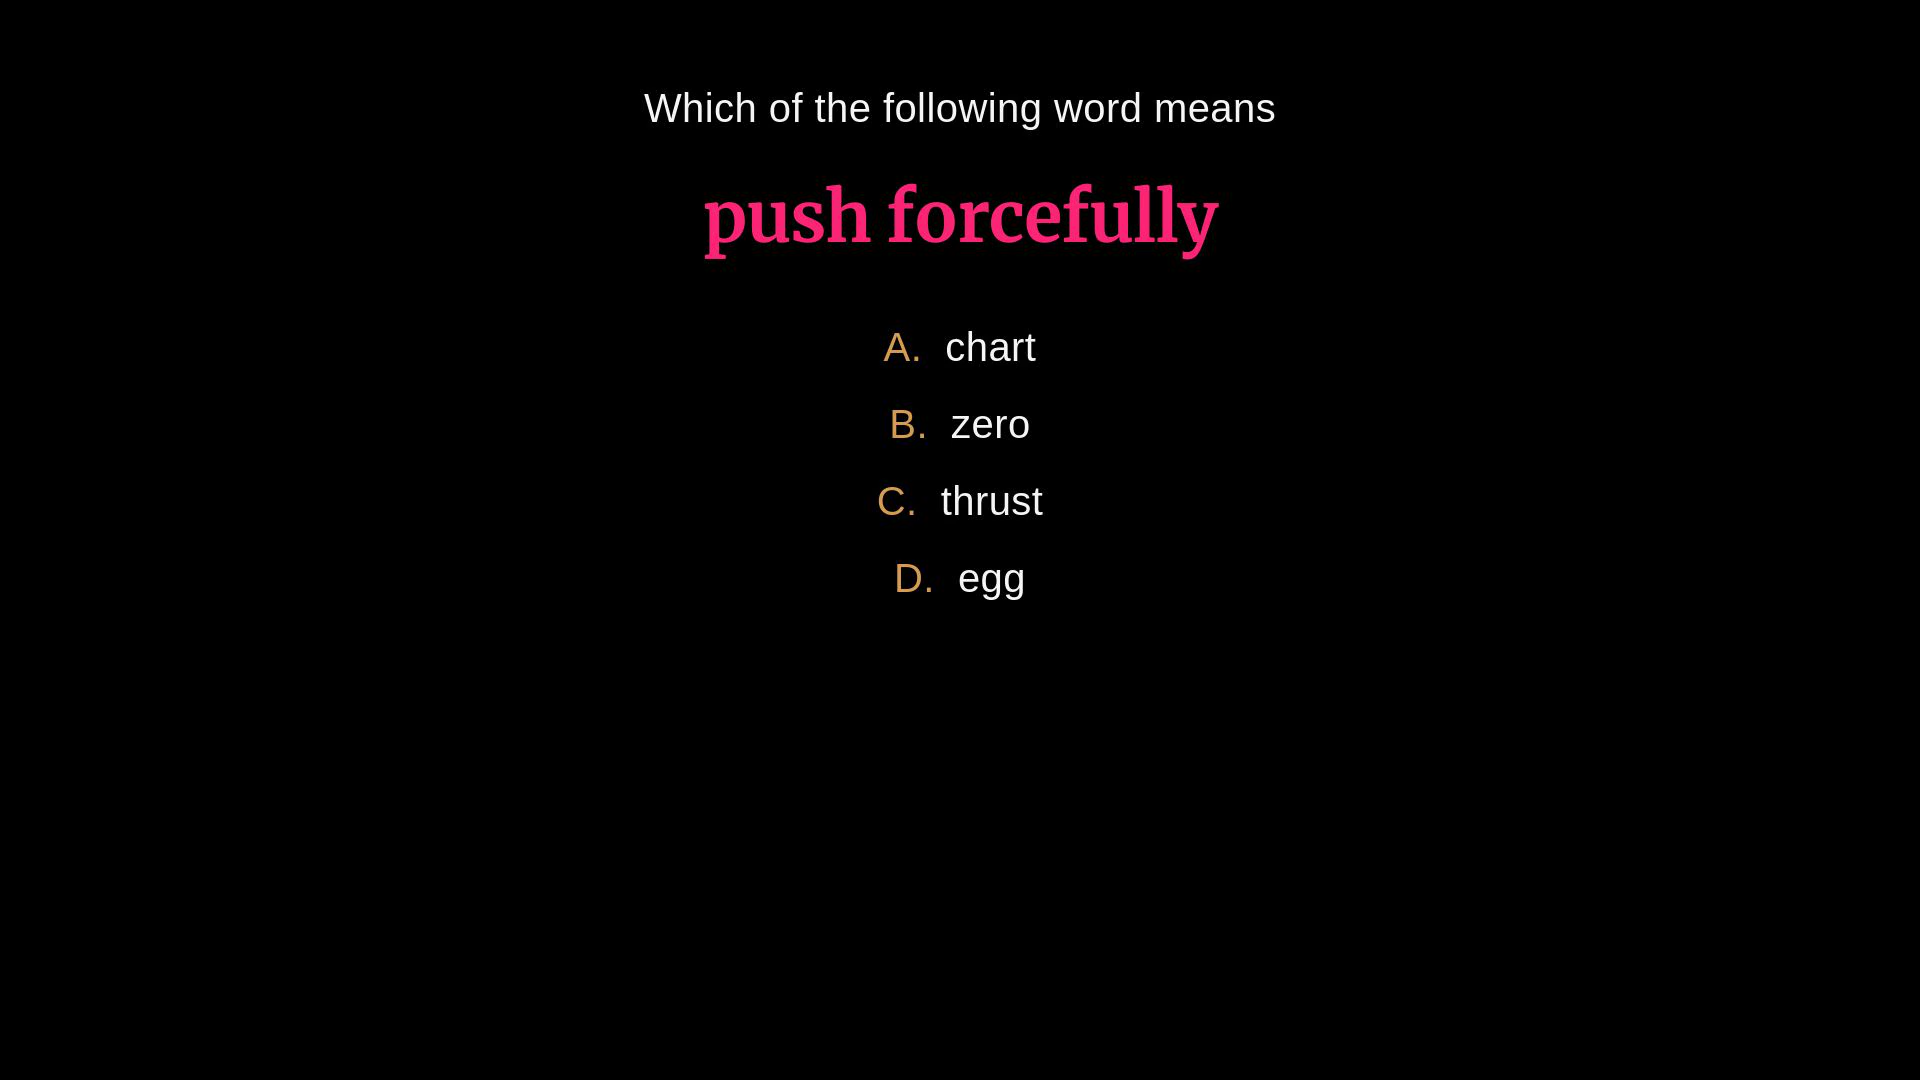 Which of the following word means
push forcefully
A. chart
B. zero
C. thrust
D. egg